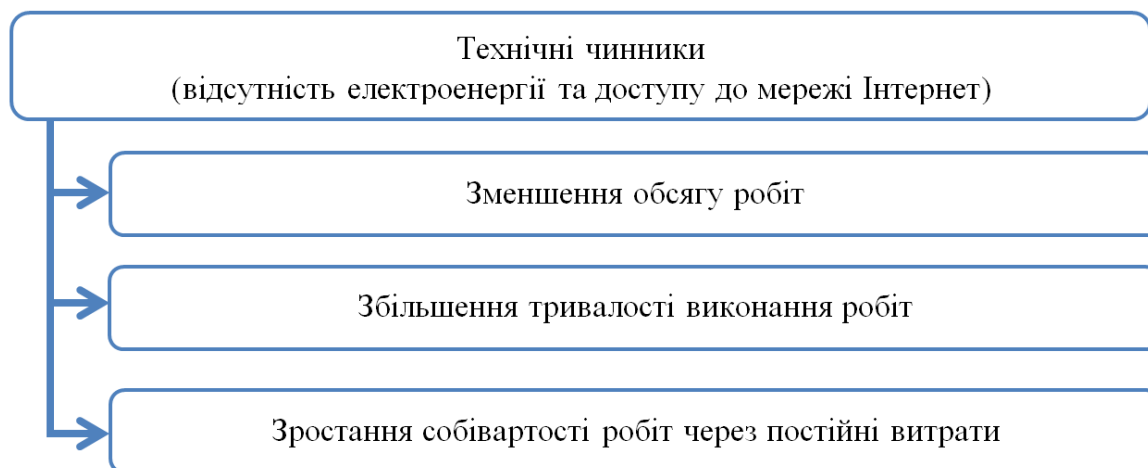 Технічні чинники
(відсутність електроенергії та доступу до мережі Інтернет)
Зменшення обсягу робіт
Збільшення тривалості виконання робіт
Зростання собівартості робіт через постійні витрати